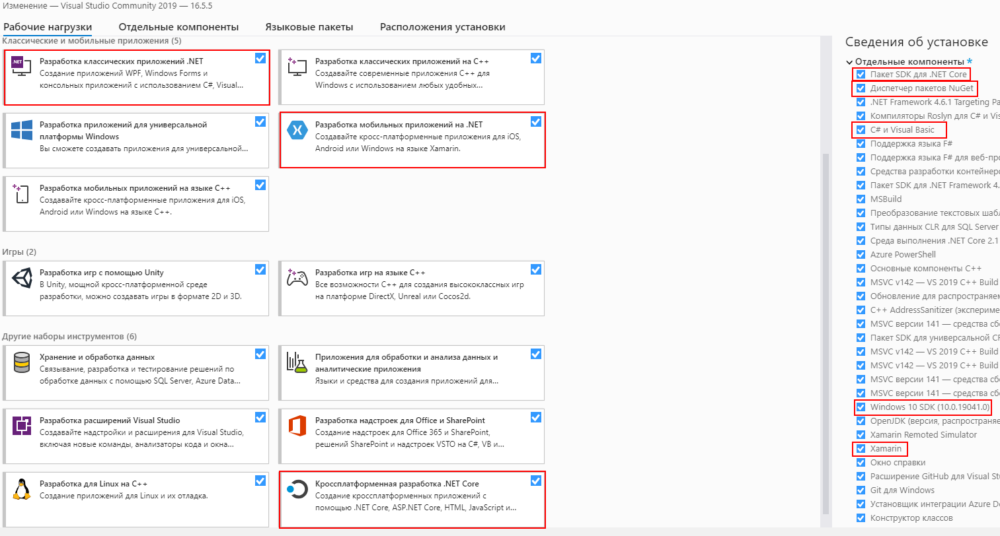 Изменение — Visual Studio Community 2019 — 16.5.5
Рабочие нагрузки
Отдельные компоненты
Языковые пакеты
Расположения установки
Классические и мобильные приложения (5)
Разработка классических приложений .NET
Создание приложений WPF, Windows Forms и
консольных приложений с использованием C#, Visual...
Разработка классических приложений на C++
Создавайте современные приложения C++ для
Windows с использованием любых удобных...
Разработка приложений для универсальной
платформы Windows
Вы сможете создавать приложения для универсальной...
Разработка мобильных приложений на .NET
Создавайте кросс-платформенные приложения для iOS,
Android или Windows на языке Xamarin.
Разработка мобильных приложений на языке C++
Создавайте кросс-платформенные приложения для iOS,
Android или Windows на языке C++.
Игры (2)
Разработка игр с помощью Unity
В Unity, мощной кросс-платформенной среде
разработки, можно создавать игры в формате 2D и 3D.
Разработка игр на языке C++
Все возможности C++ для создания высококлассных игр
на платформе DirectX, Unreal или Cocos2d.
Другие наборы инструментов (6)
Хранение и обработка данных
Связывание, разработка и тестирование решений по
обработке данных с помощью SQL Server, Azure Data...
Приложения для обработки и анализа данных и
аналитические приложения
Языки и средства для создания приложений для...
Разработка расширений Visual Studio
Создавайте надстройки и расширения для Visual Studio,
включая новые команды, анализаторы кода и окна...
Разработка надстроек для Office и SharePoint
Создание надстроек для Office 365 и SharePoint,
решений SharePoint и надстроек VSTO на C#, VB и...
Разработка для Linux на C++
Создание приложений для Linux и их отладка.
Кроссплатформенная разработка .NET Core
Создание кроссплатформенных приложений с
помощью .NET Core, ASP.NET Core, HTML, JavaScript и...
Сведения об установке
Отдельные компоненты *
Пакет SDK для .NET Core
Диспетчер пакетов NuGet
.NET Framework 4.6.1 Targeting Pa
Компиляторы Roslyn для C# и Vis
C# и Visual Basic
Поддержка языка F#
Поддержка языка F# для веб-про
Средства разработки контейнеро
Пакет SDK для .NET Framework 4.
MSBuild
Преобразование текстовых шабл
Типы данных CLR для SQL Server
Среда выполнения .NET Core 2.1
Azure PowerShell
Основные компоненты C++
MSVC v142 — VS 2019 C++ Build
Обновление для распространяем
C++ AddressSanitizer (эксперимe
MSVC версии 141 — средства сбо
Пакет SDK для универсальной CR
MSVC v142 — VS 2019 C++ Build
MSVC v142 — VS 2019 C++ Build
MSVC версии 141 — средства сбо
MSVC версии 141 — средства сбо
Windows 10 SDK (10.0.19041.0)
OpenJDK (версия, распространяе
Xamarin Remoted Simulator
Xamarin
Окно справки
Расширение GitHub для Visual Stu
Git для Windows
Установщик интеграции Azure De
Конструктор классов